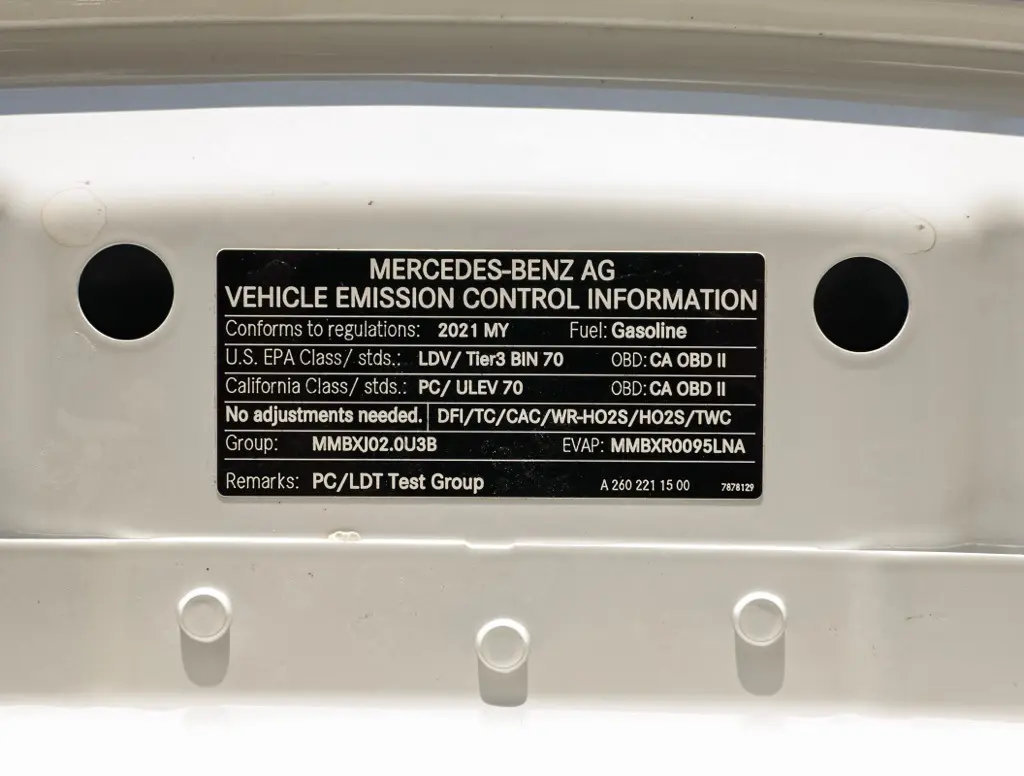 MERCEDES-BENZ AG
VEHICLE EMISSION CONTROL INFORMATION
Conforms to regulations: 2021 MY Fuel: Gasoline
U.S. EPA Class/ stds.: LDV/ Tier3 BIN 70 OBD: CA OBD II
California Class/ stds.: PC/ ULEV 70 OBD: CA OBD II
No adjustments needed. DFI/TC/CAC/WR-HO2S/HO2S/TWC
Group: MMBXJ02.0U3B EVAP: MMBXR0095LNA
Remarks: PC/LDT Test Group A 260 221 15 00 7878129